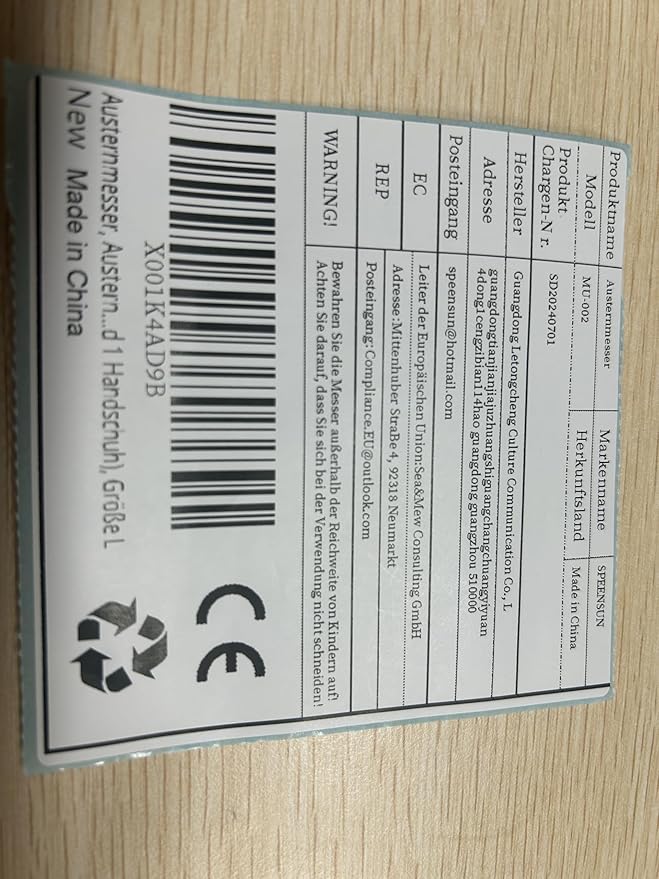 Produktname Austernmesser Markenname SPEENSUN
Modell MU-002 Herkunftsland Made in China
Produkt
Chargen-N r. SD20240701
Hersteller Guangdong Letongcheng Culture Communication Co., L
Adresse guangdongtianjianjiajuzhuangshiguangchangchuangyiyuan
4dong1cengzibian114hao guangdong guangzhou 510000
Posteingang speensun@hotmail.com
EC REP
Leiter der Europäischen Union:Sea&Mew Consulting GmbH
Adresse:Mittenhuber StraBe 4, 92318 Neumarkt
Posteingang: Compliance.EU@outlook.com
WARNING! Bewahren Sie die Messer außerhalb der Reichweite von Kindern auf!
Achten Sie darauf, dass Sie sich bei der Verwendung nicht schneiden!
CE
X001K4AD9B
Austernmesser, Austern...d 1 Handschuh), Größe L
New Made in China